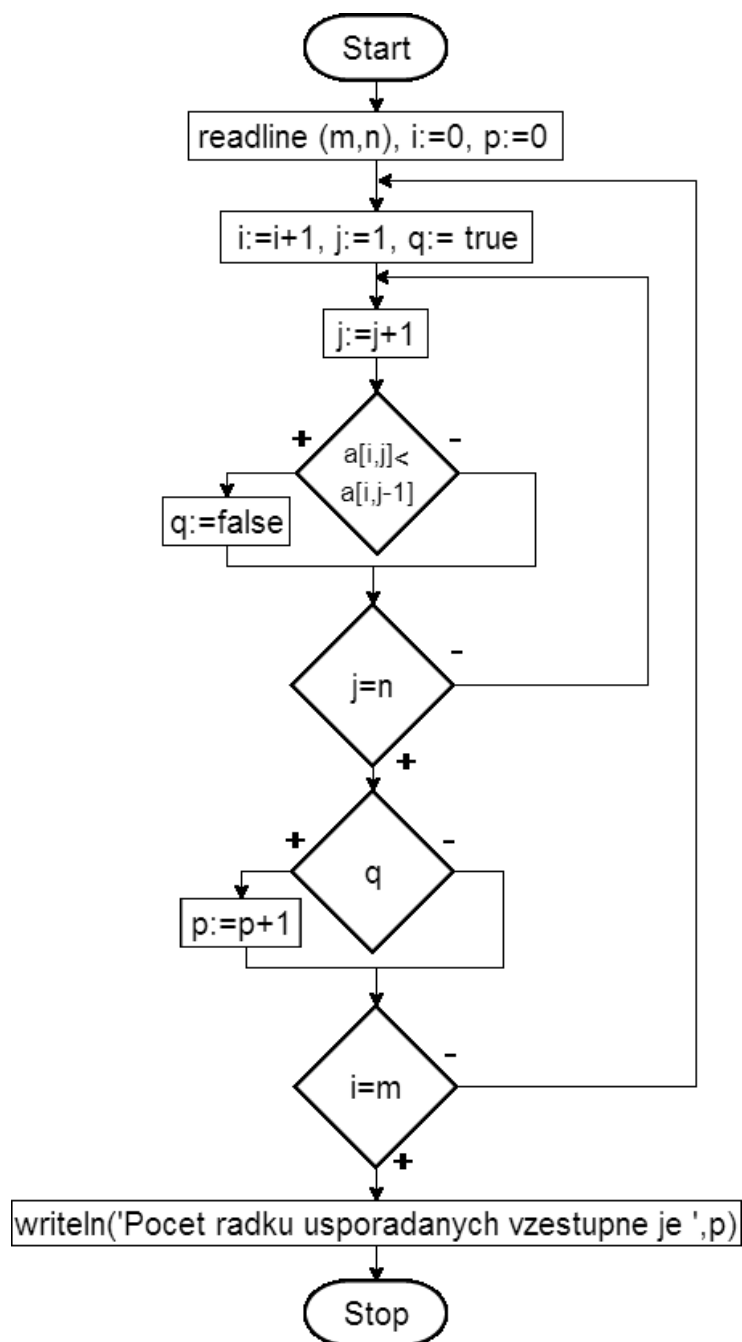 Start
readline (m,n), i:=0, p:=0
i:=i+1, j:=1, q:= true
j:=j+1
+
-
a[i,j]<
a[i,j-1]
q:=false
-
j=n
+
+
-
q
p:=p+1
-
i=m
+
writeln('Pocet radku usporadanych vzestupne je ',p)
Stop